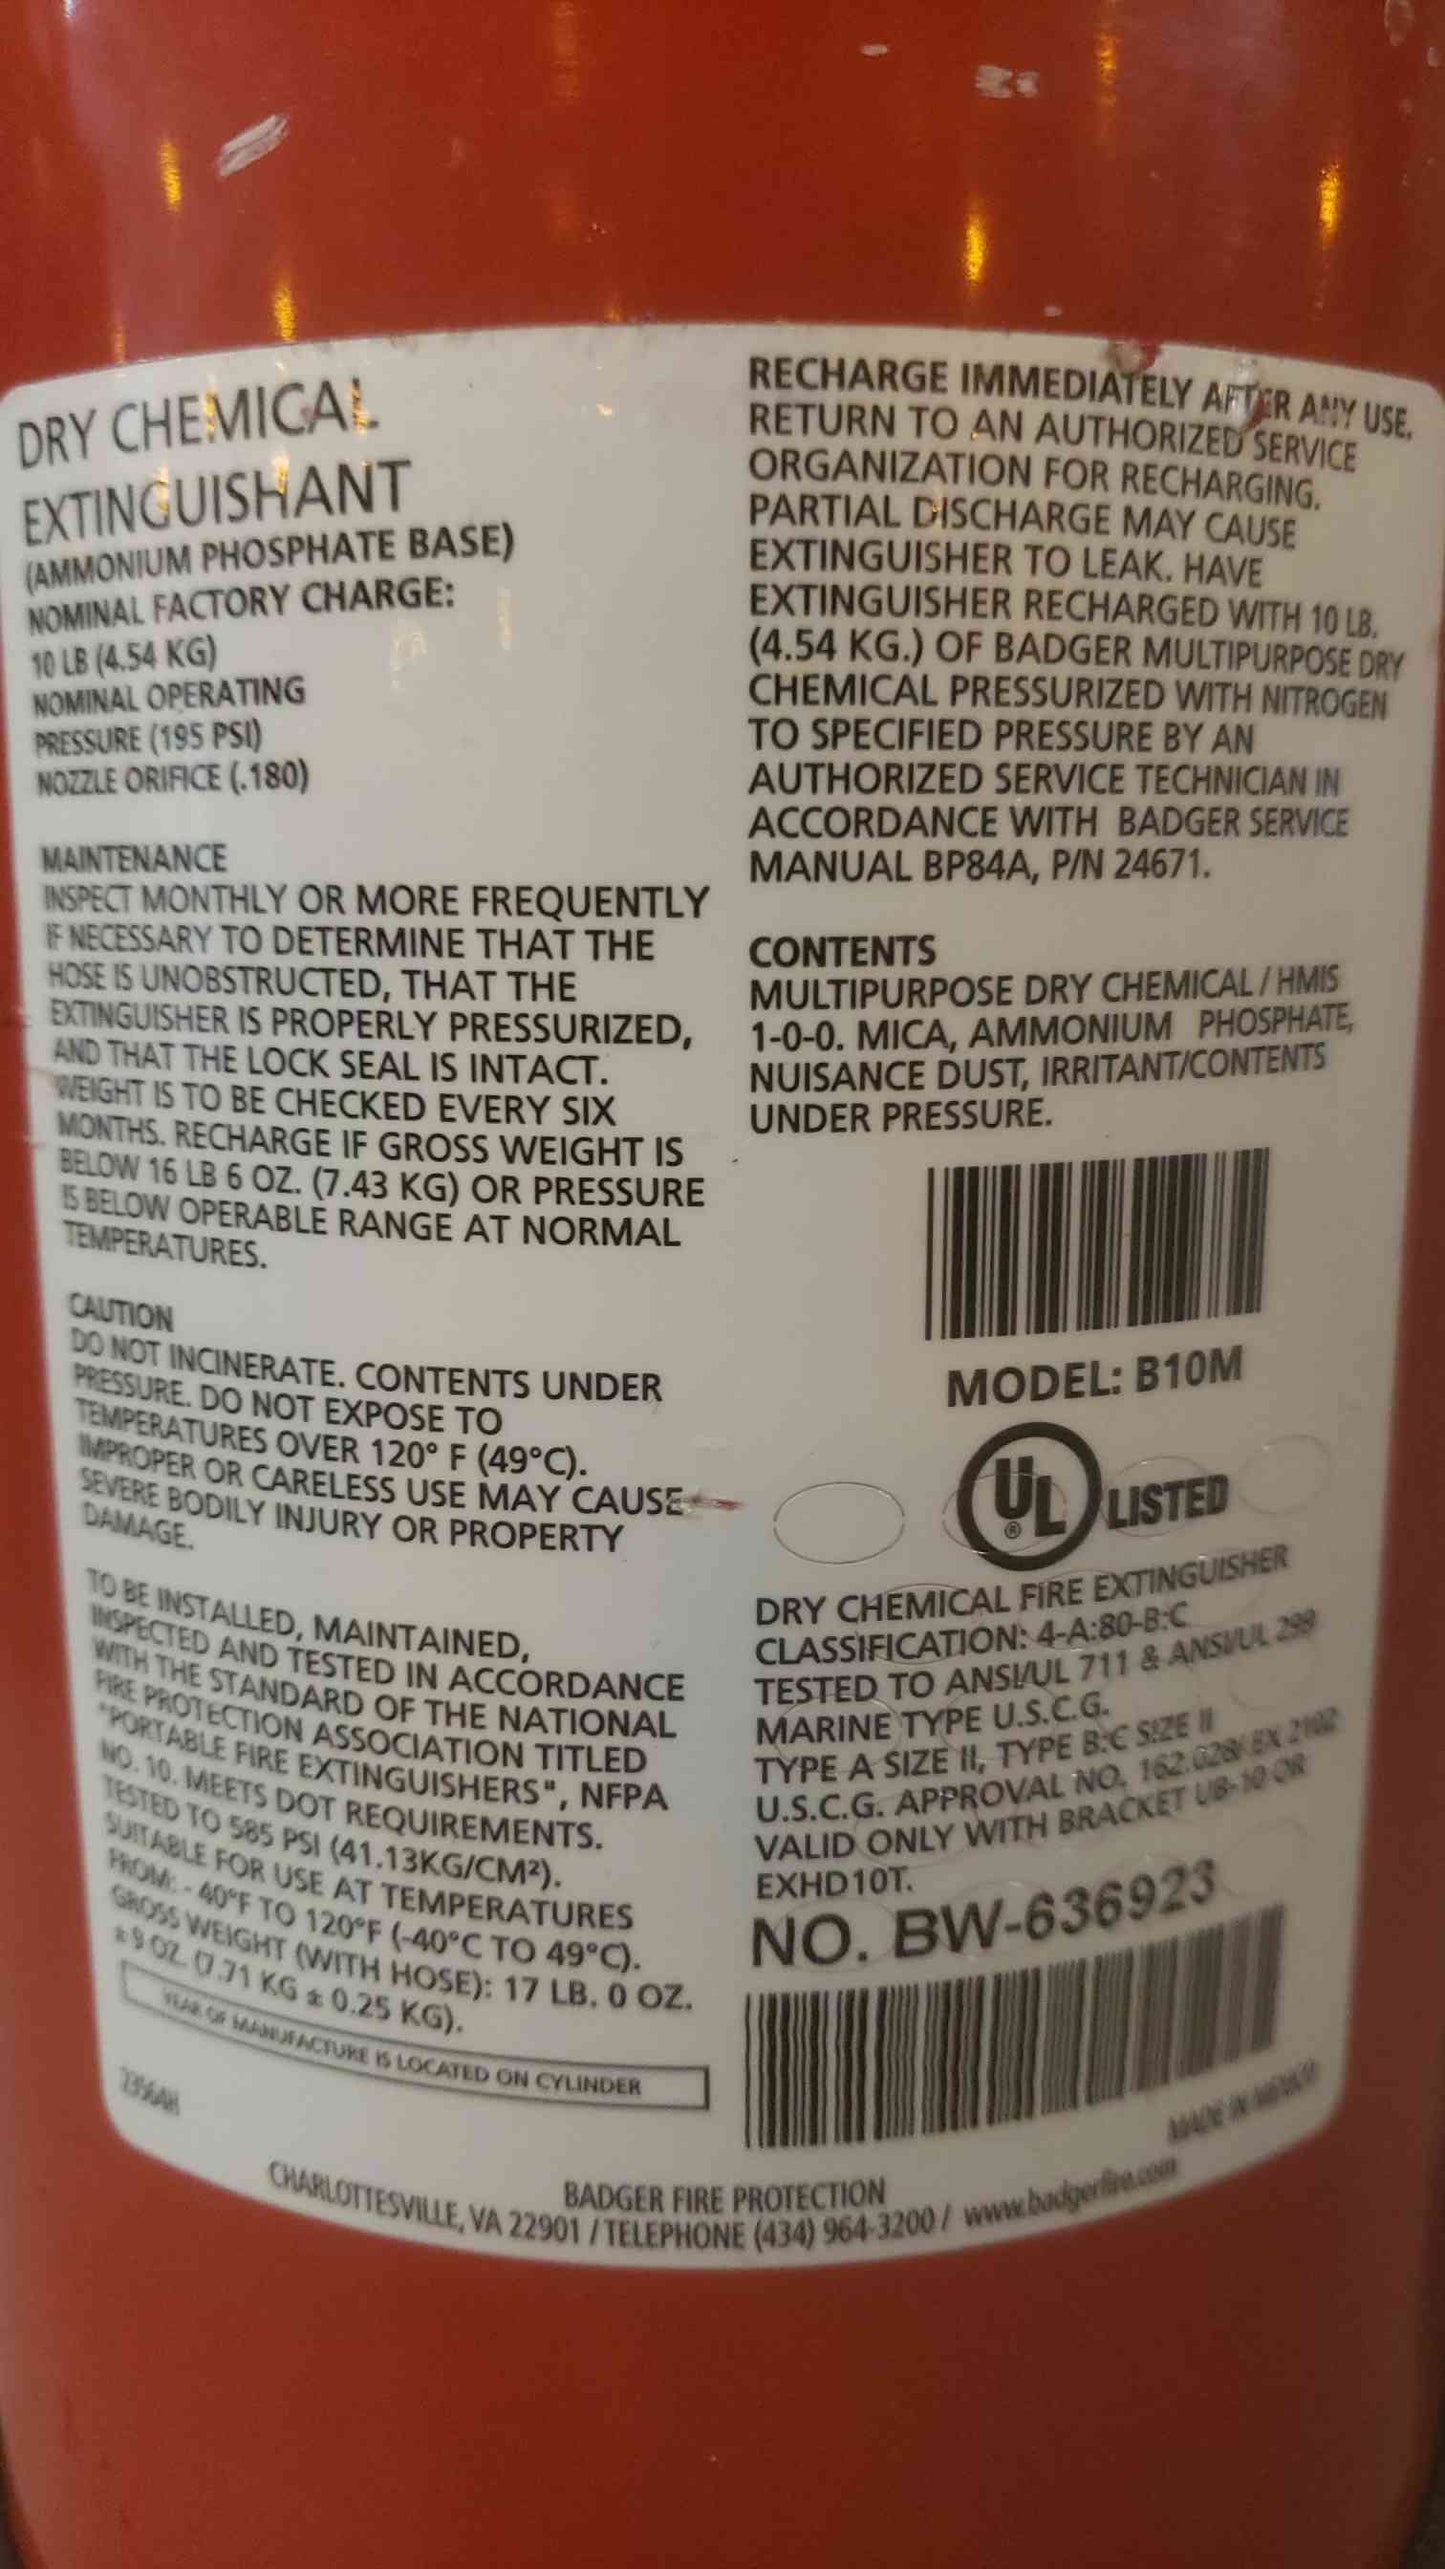 DRY CHEMICAL
EXTINGUISHANT
(AMMONIUM PHOSPHATE BASE)
NOMINAL FACTORY CHARGE:
10 LB (4.54 KG)
NOMINAL OPERATING
PRESSURE (195 PSI)
NOZZLE ORIFICE (.180)
MAINTENANCE
INSPECT MONTHLY OR MORE FREQUENTLY
IF NECESSARY TO DETERMINE THAT THE
HOSE IS UNOBSTRUCTED, THAT THE
EXTINGUISHER IS PROPERLY PRESSURIZED,
AND THAT THE LOCK SEAL IS INTACT.
WEIGHT IS TO BE CHECKED EVERY SIX
MONTHS. RECHARGE IF GROSS WEIGHT IS
BELOW 16 LB 6 OZ. (7.43 KG) OR PRESSURE
IS BELOW OPERABLE RANGE AT NORMAL
TEMPERATURES.
CAUTION
DO NOT INCINERATE. CONTENTS UNDER
PRESSURE. DO NOT EXPOSE TO
TEMPERATURES OVER 120° F (49°C).
IMPROPER OR CARELESS USE MAY CAUSE
SEVERE BODILY INJURY OR PROPERTY
DAMAGE.
TO BE INSTALLED, MAINTAINED,
INSPECTED AND TESTED IN ACCORDANCE
WITH THE STANDARD OF THE NATIONAL
FIRE PROTECTION ASSOCIATION TITLED
"PORTABLE FIRE EXTINGUISHERS", NFPA
NO. 10. MEETS DOT REQUIREMENTS.
TESTED TO 585 PSI (41.13KG/CM²).
SUITABLE FOR USE AT TEMPERATURES
FROM: - 40°F TO 120°F (-40°C TO 49°C).
GROSS WEIGHT (WITH HOSE): 17 LB. 0 OZ.
± 9 OZ. (7.71 KG ± 0.25 KG).
YEAR OF MANUFACTURE IS LOCATED ON CYLINDER
RECHARGE IMMEDIATELY AFTER ANY USE.
RETURN TO AN AUTHORIZED SERVICE
ORGANIZATION FOR RECHARGING.
PARTIAL DISCHARGE MAY CAUSE
EXTINGUISHER TO LEAK. HAVE
EXTINGUISHER RECHARGED WITH 10 LB.
(4.54 KG.) OF BADGER MULTIPURPOSE DRY
CHEMICAL PRESSURIZED WITH NITROGEN
TO SPECIFIED PRESSURE BY AN
AUTHORIZED SERVICE TECHNICIAN IN
ACCORDANCE WITH BADGER SERVICE
MANUAL BP84A, P/N 24671.
CONTENTS
MULTIPURPOSE DRY CHEMICAL / HMIS
1-0-0. MICA, AMMONIUM PHOSPHATE,
NUISANCE DUST, IRRITANT/CONTENTS
UNDER PRESSURE.
MODEL: B10M
UL ® LISTED
DRY CHEMICAL FIRE EXTINGUISHER
CLASSIFICATION: 4-A:80-B:C
TESTED TO ANSI/UL 711 & ANSI/UL 299
MARINE TYPE U.S.C.G.
TYPE A SIZE II, TYPE B:C SIZE II
U.S.C.G. APPROVAL NO. 162.028/ EX 2102
VALID ONLY WITH BRACKET UB-10 OR
EXHD10T.
NO. BW-636923
MADE IN MEXICO
BADGER FIRE PROTECTION
CHARLOTTESVILLE, VA 22901 / TELEPHONE (434) 964-3200 / www.badgerfire.com